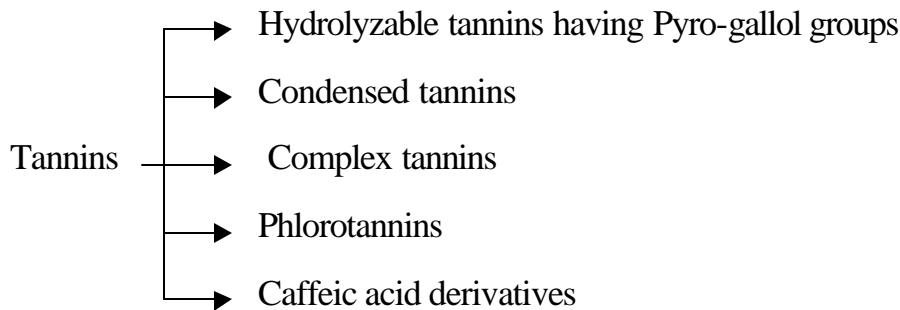 Hydrolyzable tannins having Pyro-gallol groups
Condensed tannins
Tannins
Complex tannins
Phlorotannins
Caffeic acid derivatives